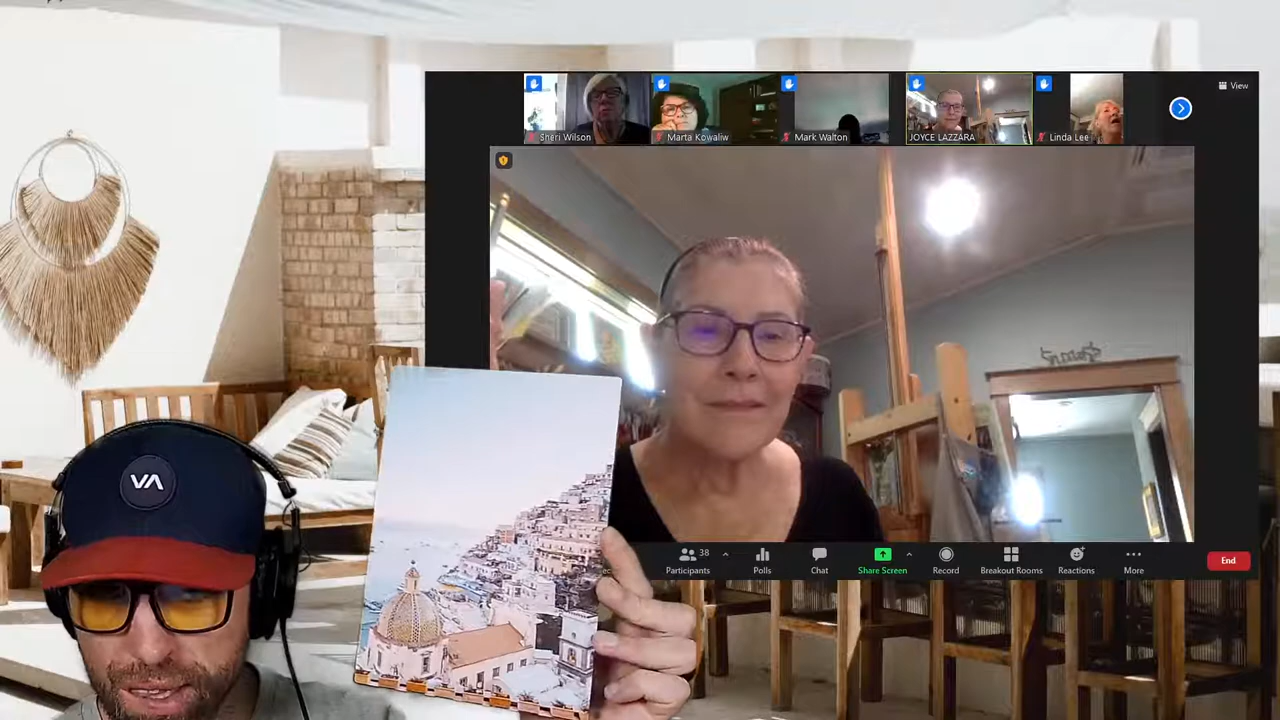 View
Sheri Wilson
Marta Kowaliw
Mark Walton
JOYCE LAZZARA
Linda Lee
VA
Participants
38
Polls
Chat
Share Screen
Record
Breakout Rooms
Reactions
More
End